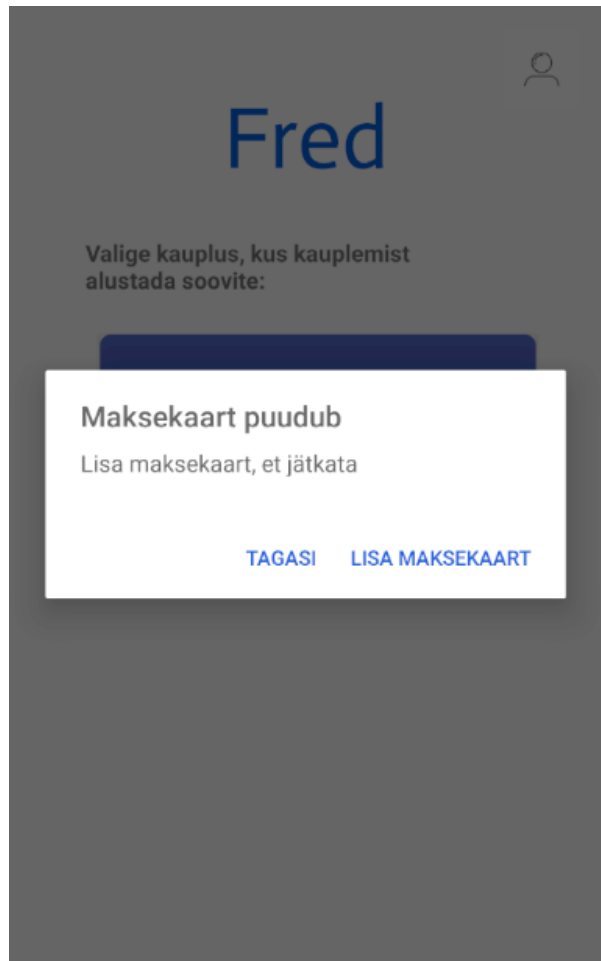 Fred
Valige kauplus, kus kauplemist
alustada soovite:
Maksekaart puudub
Lisa maksekaart, et jätkata
TAGASI LISA MAKSEKAART